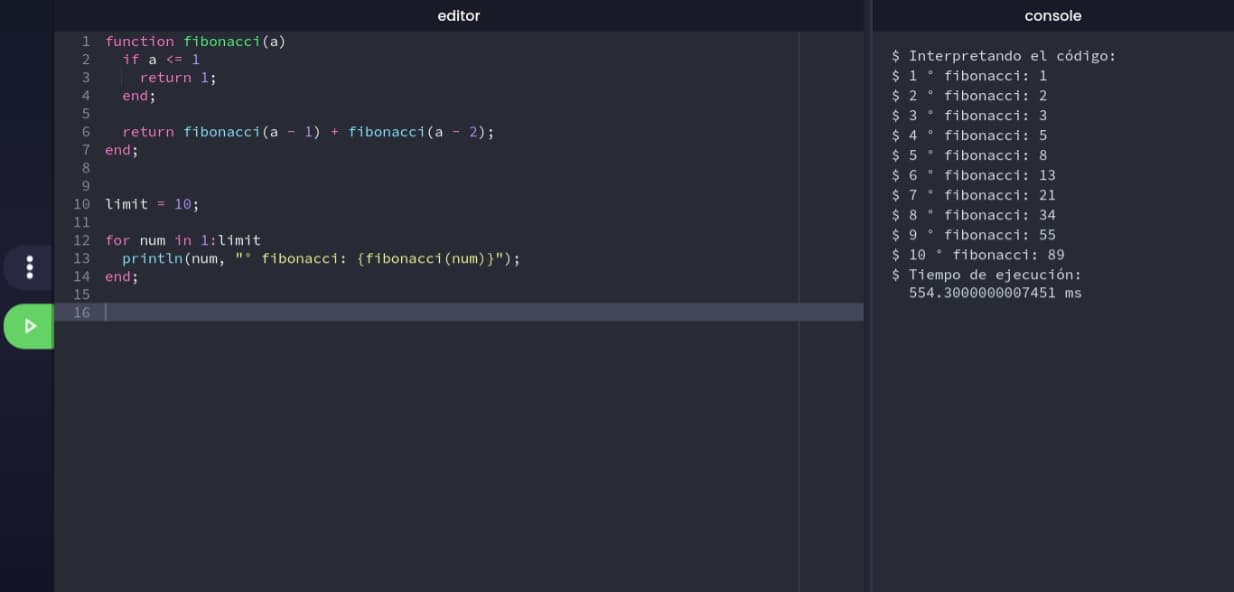 editor
1 function fibonacci(a)
2   if a <= 1
3     return 1;
4   end;
5
6   return fibonacci(a - 1) + fibonacci(a - 2);
7 end;
8
9
10 limit = 10;
11
12 for num in 1:limit
13   println(num, "° fibonacci: {fibonacci(num)}");
14 end;
15
16
console
$ Interpretando el código:
$ 1 ° fibonacci: 1
$ 2 ° fibonacci: 2
$ 3 ° fibonacci: 3
$ 4 ° fibonacci: 5
$ 5 ° fibonacci: 8
$ 6 ° fibonacci: 13
$ 7 ° fibonacci: 21
$ 8 ° fibonacci: 34
$ 9 ° fibonacci: 55
$ 10 ° fibonacci: 89
$ Tiempo de ejecución:
554.3000000007451 ms